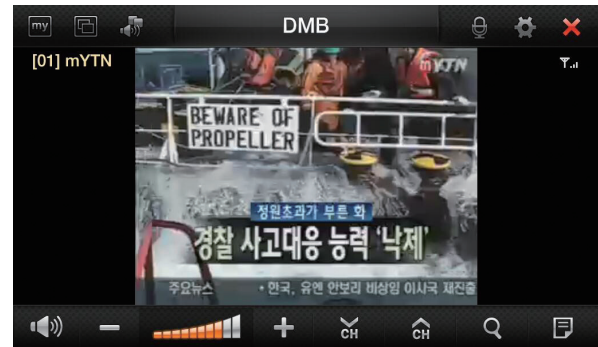 my
DMB
[01] mYTN
mYTN
BEWARE OF
PROPELLER
정원초과가 부른 화
경찰 사고대응 능력 '낙제'
주요뉴스
• 한국, 유엔 안보리 비상임 이사국 재진출
CH
CH